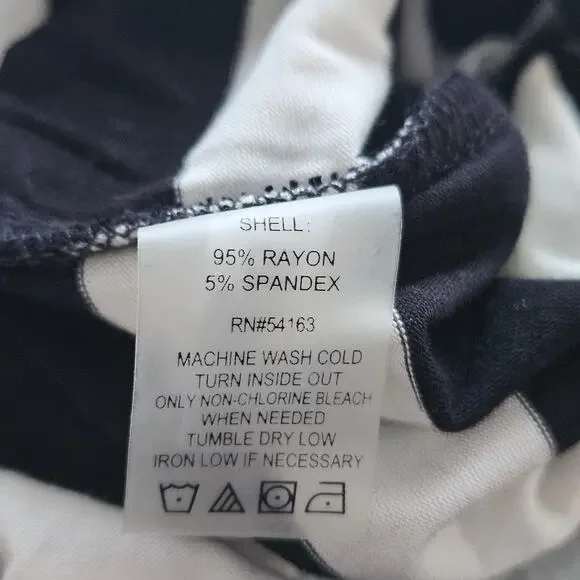 SHELL:
95% RAYON
5% SPANDEX
RN#54163
MACHINE WASH COLD
TURN INSIDE OUT
ONLY NON-CHLORINE BLEACH
WHEN NEEDED
TUMBLE DRY LOW
IRON LOW IF NECESSARY